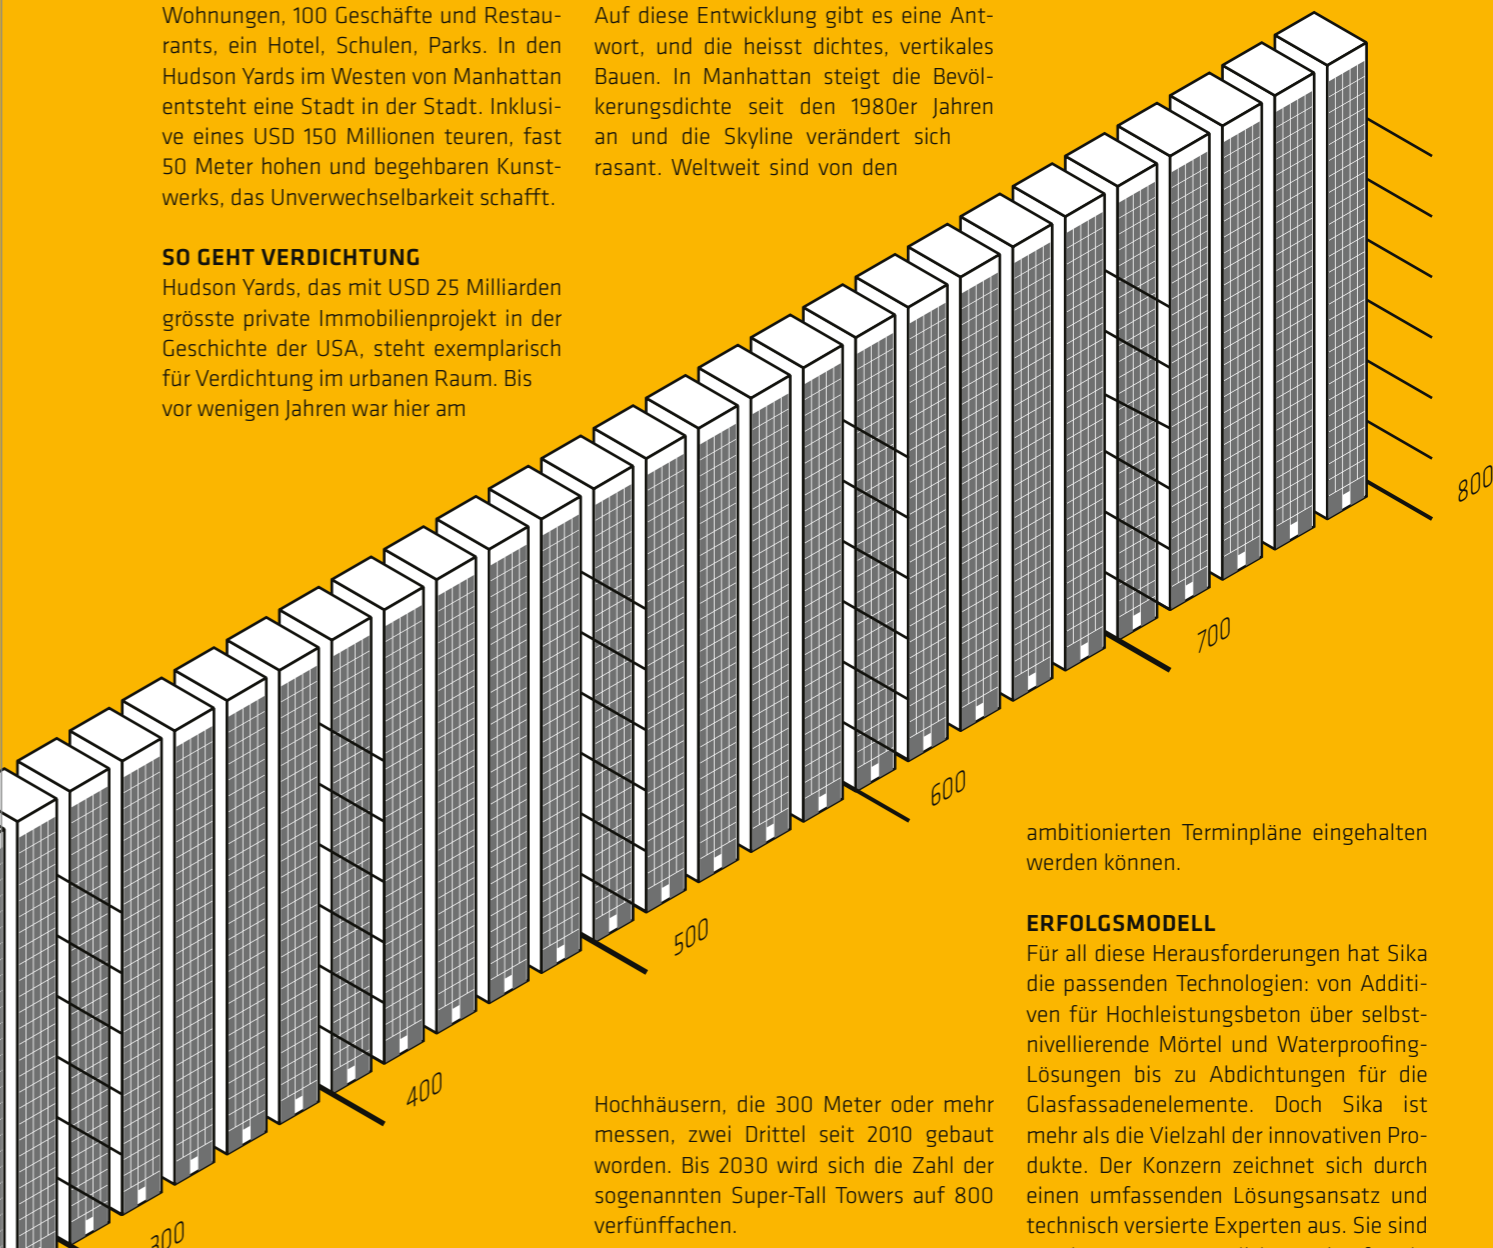 Wohnungen, 100 Geschäfte und Restau-
rants, ein Hotel, Schulen, Parks. In den
Hudson Yards im Westen von Manhattan
entsteht eine Stadt in der Stadt. Inklusi-
ve eines USD 150 Millionen teuren, fast
50 Meter hohen und begehbaren Kunst-
werks, das Unverwechselbarkeit schafft.
SO GEHT VERDICHTUNG
Hudson Yards, das mit USD 25 Milliarden
grösste private Immobilienprojekt in der
Geschichte der USA, steht exemplarisch
für Verdichtung im urbanen Raum. Bis
vor wenigen Jahren war hier am
Auf diese Entwicklung gibt es eine Ant-
wort, und die heisst dichtes, vertikales
Bauen. In Manhattan steigt die Bevöl-
kerungsdichte seit den 1980er Jahren
an und die Skyline verändert sich
rasant. Weltweit sind von den
Hochhäusern, die 300 Meter oder mehr
messen, zwei Drittel seit 2010 gebaut
worden. Bis 2030 wird sich die Zahl der
sogenannten Super-Tall Towers auf 800
verfünffachen.
ambitionierten Terminpläne eingehalten
werden können.
ERFOLGSMODELL
Für all diese Herausforderungen hat Sika
die passenden Technologien: von Additi-
ven für Hochleistungsbeton über selbst-
nivellierende Mörtel und Waterproofing-
Lösungen bis zu Abdichtungen für die
Glasfassadenelemente. Doch Sika ist
mehr als die Vielzahl der innovativen Pro-
dukte. Der Konzern zeichnet sich durch
einen umfassenden Lösungsansatz und
technisch versierte Experten aus. Sie sind
300
400
500
600
700
800